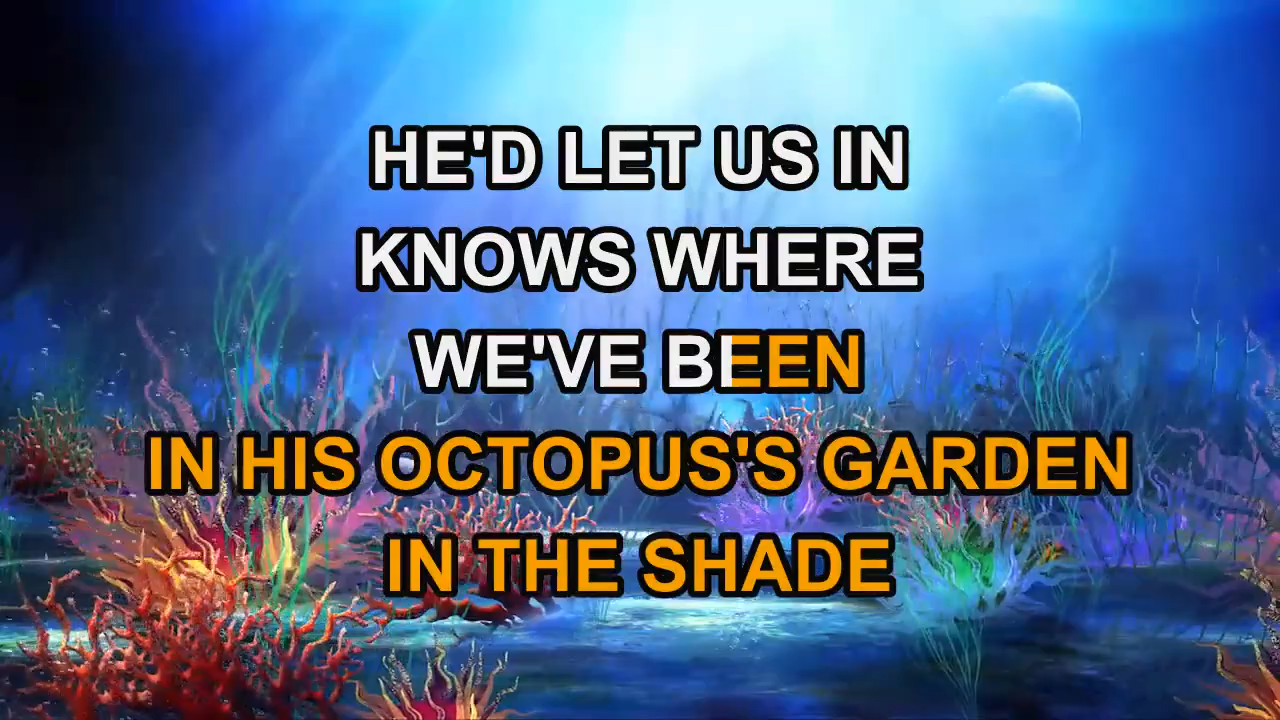 HE'D LET US IN
KNOWS WHERE
WE'VE BEEN
IN HIS OCTOPUS'S GARDEN
IN THE SHADE